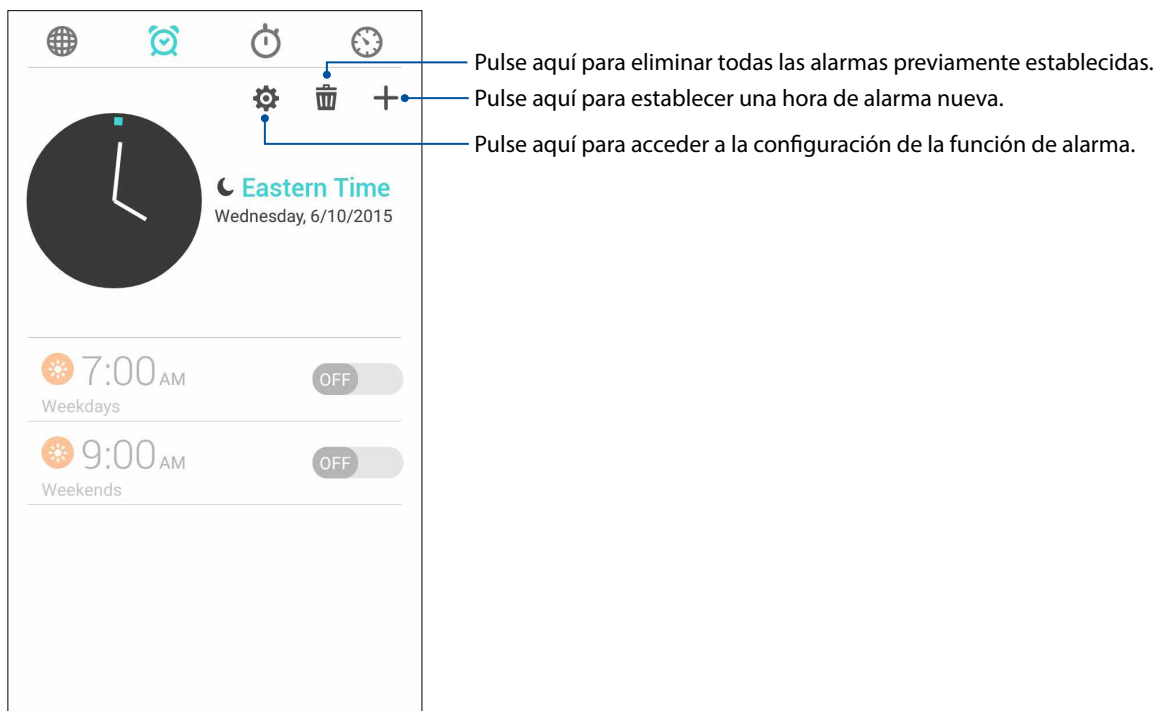 Pulse aquí para eliminar todas las alarmas previamente establecidas.
Pulse aquí para establecer una hora de alarma nueva.
Pulse aquí para acceder a la configuración de la función de alarma.
Eastern Time
Wednesday, 6/10/2015
7:00 AM
OFF
Weekdays
9:00 AM
OFF
Weekends